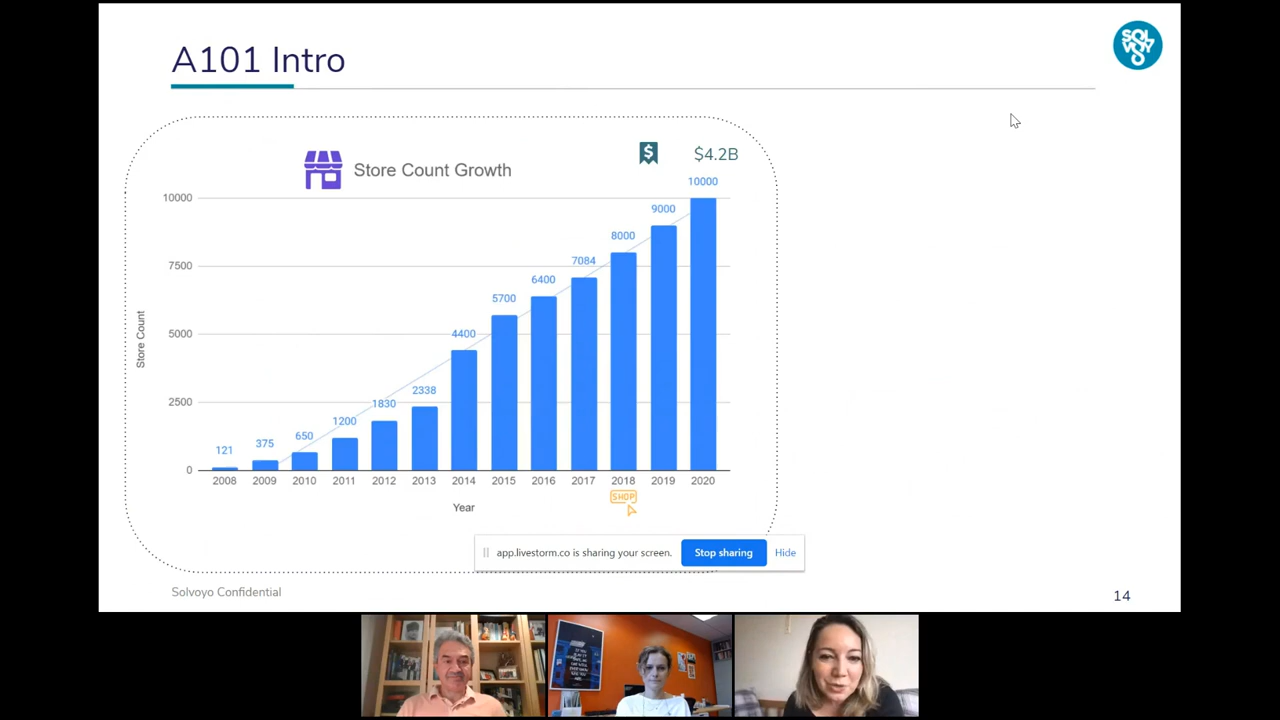 A101 Intro
SOLVOYO
Store Count Growth
$
$4.2B
10000
7500
5000
2500
0
Store Count
121
375
650
1200
1830
2338
4400
5700
6400
7084
8000
9000
10000
2008 2009 2010 2011 2012 2013 2014 2015 2016 2017 2018 2019 2020
SHOP
Year
app.livestorm.co is sharing your screen. Stop sharing Hide
Solvoyo Confidential
14